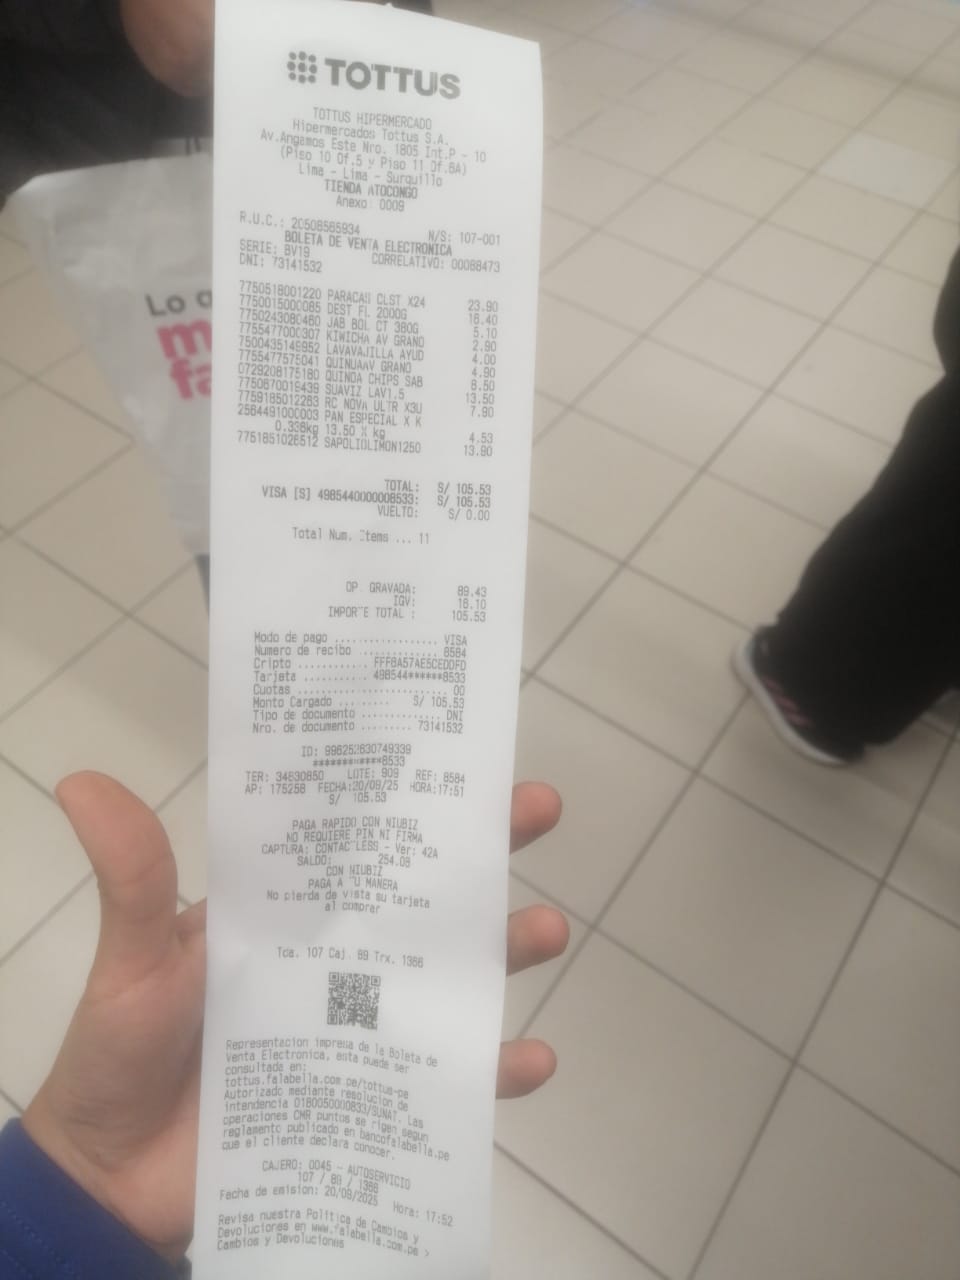 TOTTUS
TOTTUS HIPERMERCADO
Hipermercados Tottus S.A.
Av.Angamos Este Nro. 1805 Int.P - 10
(Piso 10 Of.5 y Piso 11 Of.6A)
Lima - Lima - Surquillo
TIENDA ATOCONGO
Anexo: 0009
R.U.C.: 20508565934 N/S: 107-001
BOLETA DE VENTA ELECTRONICA
SERIE: BV19 CORRELATIVO: 00088473
DNI: 73141532
7750518001220 PARACAS CLST X24 23.90
7750015000085 DEST FL 2000G 16.40
7750243080460 JAB BOL CT 380G 5.10
7755477000307 KIWICHA AV GRANO 2.90
7500435149952 LAVAVAJILLA AYUD 4.00
7755477575041 QUINUAAV GRANO 4.90
0729208175180 QUINOA CHIPS SAB 8.50
7750670019439 SUAVIZ LAV1.5 13.50
7759185012283 RC NOVA ULTR X3U 7.90
2564491000003 PAN ESPECIAL X K
0.336kg 13.50 X kg 4.53
7751851026512 SAPOLIOLIMON1250 13.90
TOTAL: S/ 105.53
VISA [S] 4985440000008533: S/ 105.53
VUELTO: S/ 0.00
Total Num. Items ... 11
OP. GRAVADA: 89.43
IGV: 16.10
IMPORTE TOTAL : 105.53
Modo de pago .................. VISA
Numero de recibo .............. 8584
Cripto ........... FFF8A57AE5CEDDFD
Tarjeta .......... 498544******8533
Cuotas .......................... 00
Monto Cargado ......... S/ 105.53
Tipo de documento ............. DNI
Nro. de documento ......... 73141532
ID: 996252630749339
************8533
TER: 34830850 LOTE: 909 REF: 8584
AP: 175258 FECHA:20/09/25 HORA:17:51
S/ 105.53
PAGA RAPIDO CON NIUBIZ
NO REQUIERE PIN NI FIRMA
CAPTURA: CONTACTLESS - Ver: 42A
SALDO: 254.08
CON NIUBIZ
PAGA A TU MANERA
No pierda de vista su tarjeta
al comprar
Tda. 107 Caj. 89 Trx. 1366
Representacion impresa de la Boleta de
Venta Electronica, esta puede ser
consultada en:
tottus.falabella.com.pe/tottus-pe
Autorizado mediante resolucion de
intendencia 0180050000833/SUNAT. Las
operaciones CMR puntos se rigen segun
reglamento publicado en bancofalabella.pe
que el cliente declara conocer.
CAJERO: 0045 - AUTOSERVICIO
107 / 89 / 1366
Fecha de emision: 20/09/2025 Hora: 17:52
Revisa nuestra Politica de Cambios y
Devoluciones en www.falabella.com.pe >
Cambios y Devoluciones
Lo